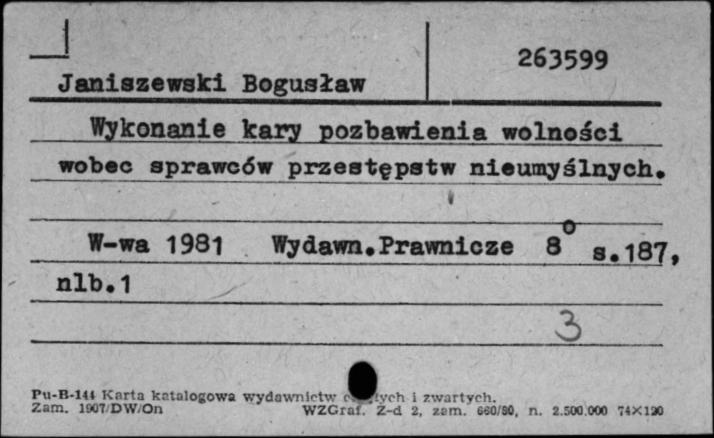 263599
Janiszewski Bogusław
Wykonanie kary pozbawienia wolności
wobec sprawców przestępstw nieumyślnych.
W-wa 1981 Wydawn.Prawnicze 8° s.187,
nlb.1
3
Pu-B-144 Karta katalogowa wydawnictw i zwartych.
Zam. 1907/DW/On WZGraf. Z-d 2, zam. 660/80, n. 2.500.000 74×120